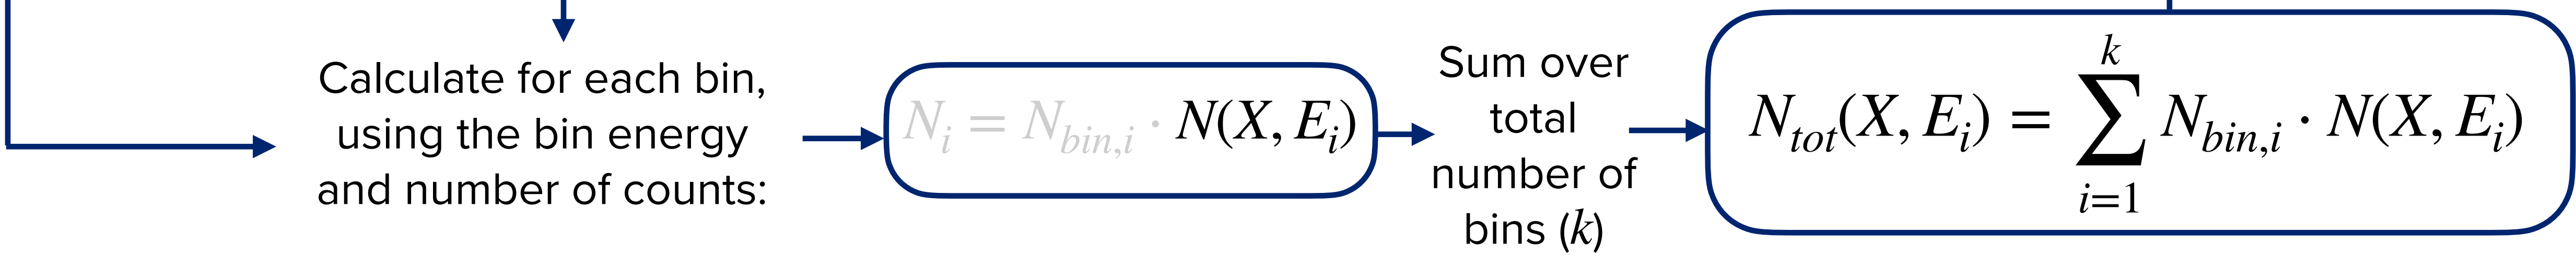 Calculate for each bin,
using the bin energy
and number of counts:
N_i = N_{bin,i} · N(X, E_i)
Sum over
total
number of
bins (k)
N_{tot}(X, E_i) = \sum_{i=1}^{k} N_{bin,i} · N(X, E_i)